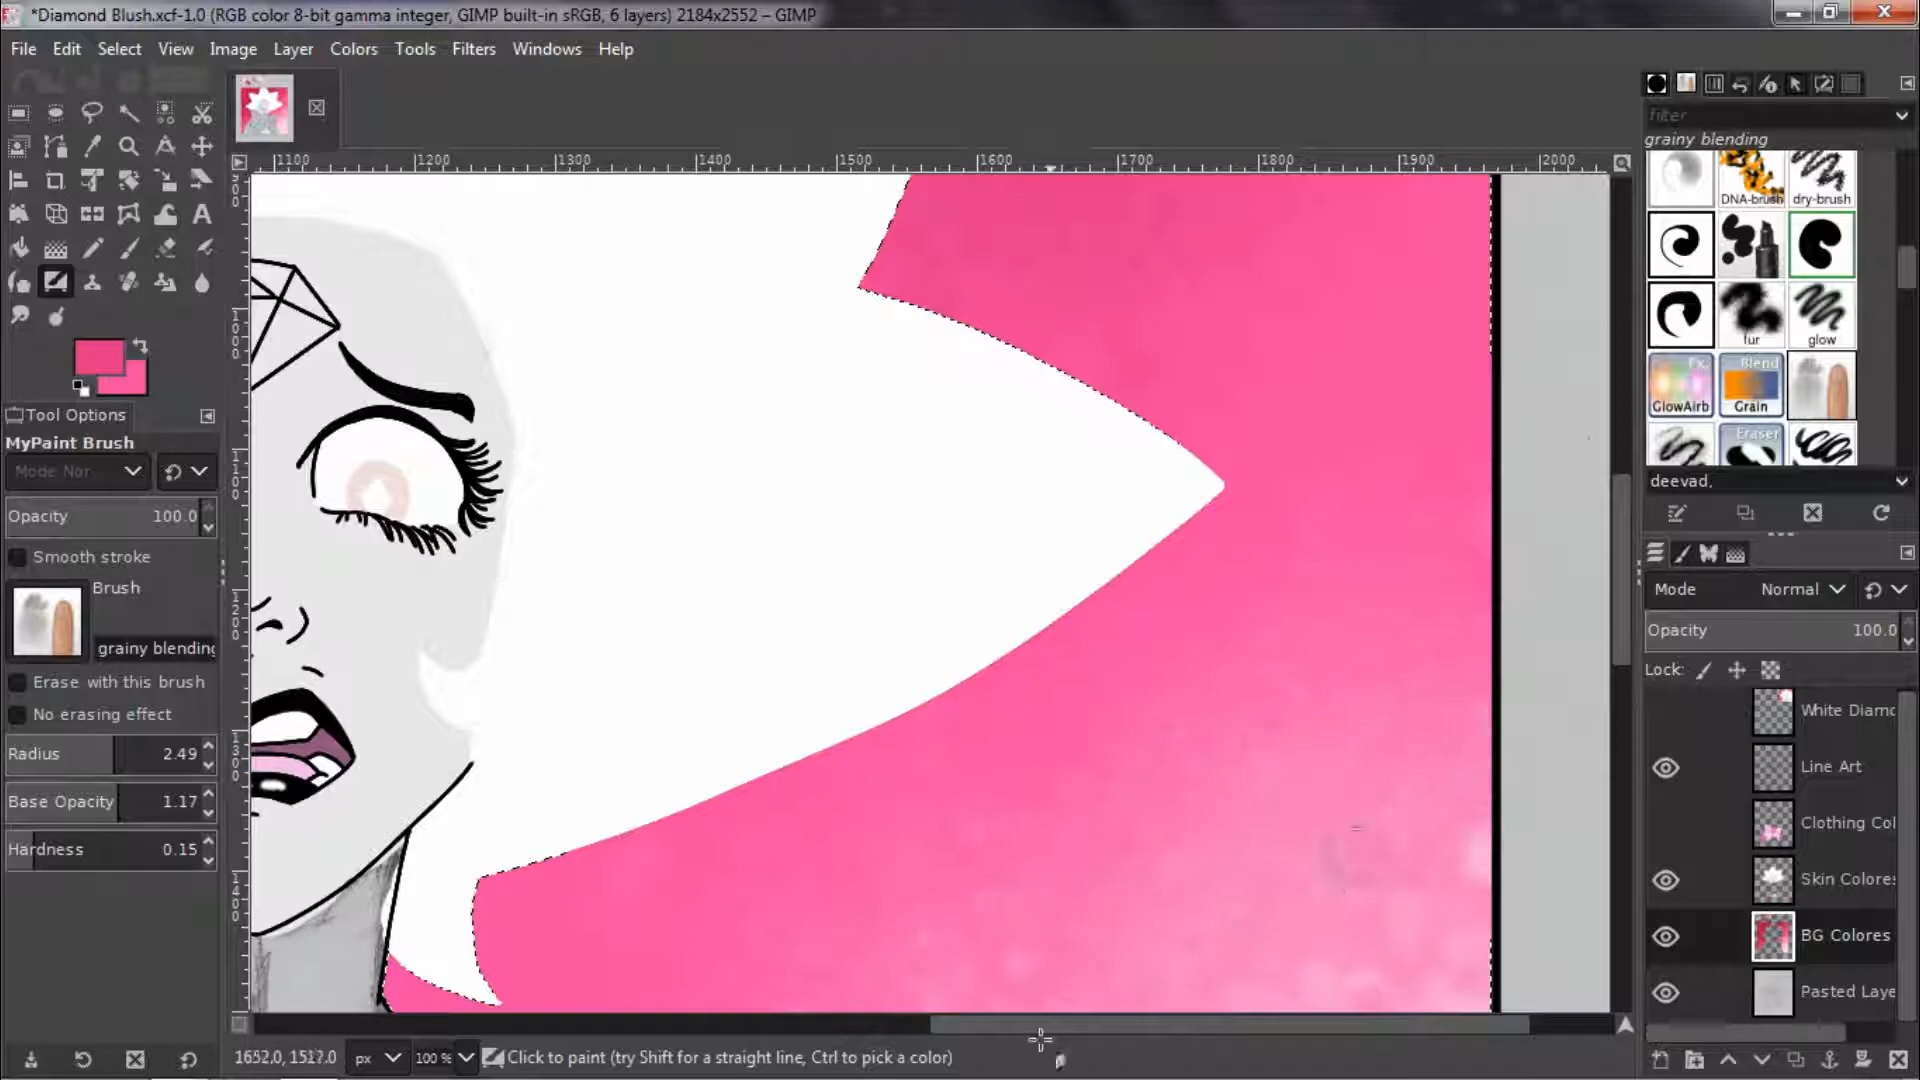 *Diamond Blush.xcf-1.0 (RGB color 8-bit gamma integer, GIMP built-in sRGB, 6 layers) 2184x2552 – GIMP
File Edit Select View Image Layer Colors Tools Filters Windows Help
filter
grainy blending
1100 1200 1300 1400 1500 1600 1700 1800 1900 2000
DNA-brush dry-brush
fur glow
Fx. Blend
GlowAirb Grain
Eraser
deevad,
Tool Options
MyPaint Brush
Mode Nor
Opacity 100.0
Smooth stroke
Brush
grainy blending
Erase with this brush
No erasing effect
Radius 2.49
Base Opacity 1.17
Hardness 0.15
Mode Normal
Opacity 100.0
Lock:
White Diamo
Line Art
Clothing Col
Skin Colores
BG Colores
Pasted Laye
1652.0, 1517.0 px 100 % Click to paint (try Shift for a straight line, Ctrl to pick a color)